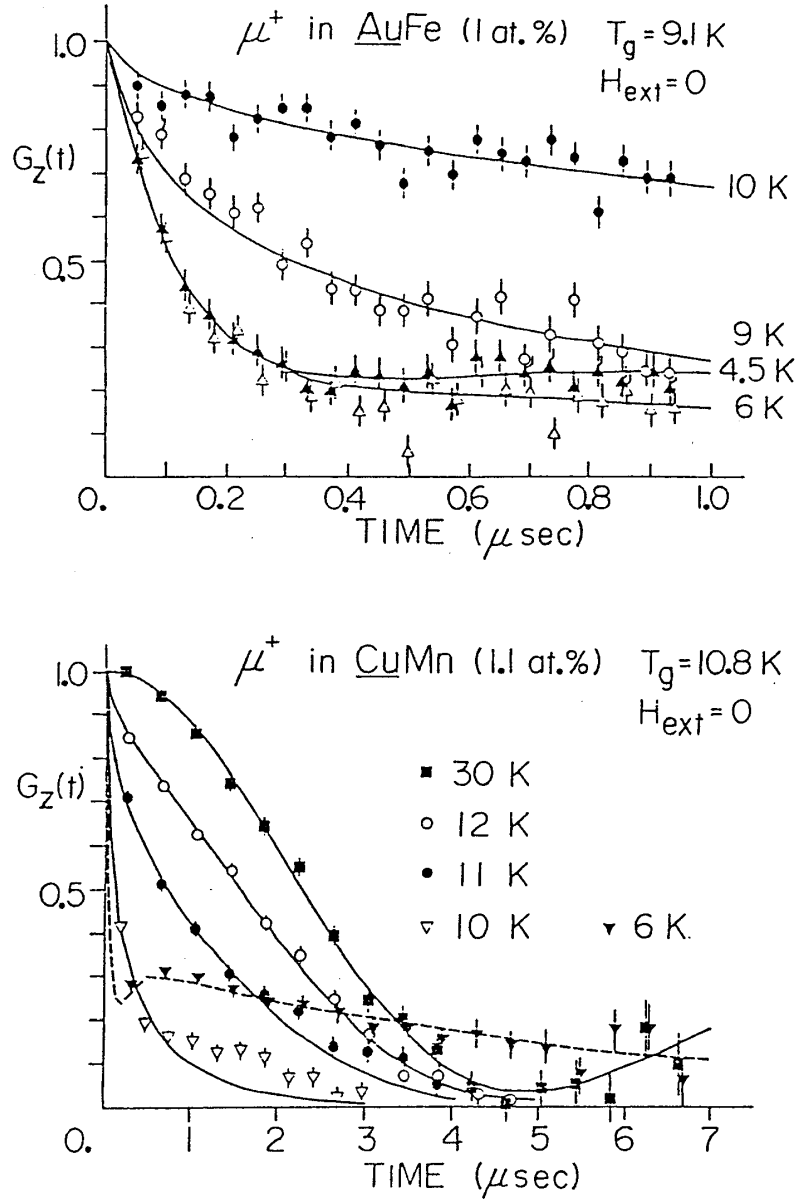 μ⁺ in AuFe (1 at.%) Tg = 9.1 K
Hext = 0
1.0
Gz(t)
10 K
0.5
9 K
4.5 K
6 K
0. 0.2 0.4 0.6 0.8 1.0
TIME (μsec)
μ⁺ in CuMn (1.1 at.%) Tg = 10.8 K
Hext = 0
1.0
Gz(t)
30 K
12 K
11 K
0.5
10 K 6 K.
0. 1 2 3 4 5 6 7
TIME (μsec)